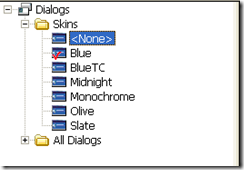 Dialogs
Skins
<None>
Blue
BlueTC
Midnight
Monochrome
Olive
Slate
All Dialogs